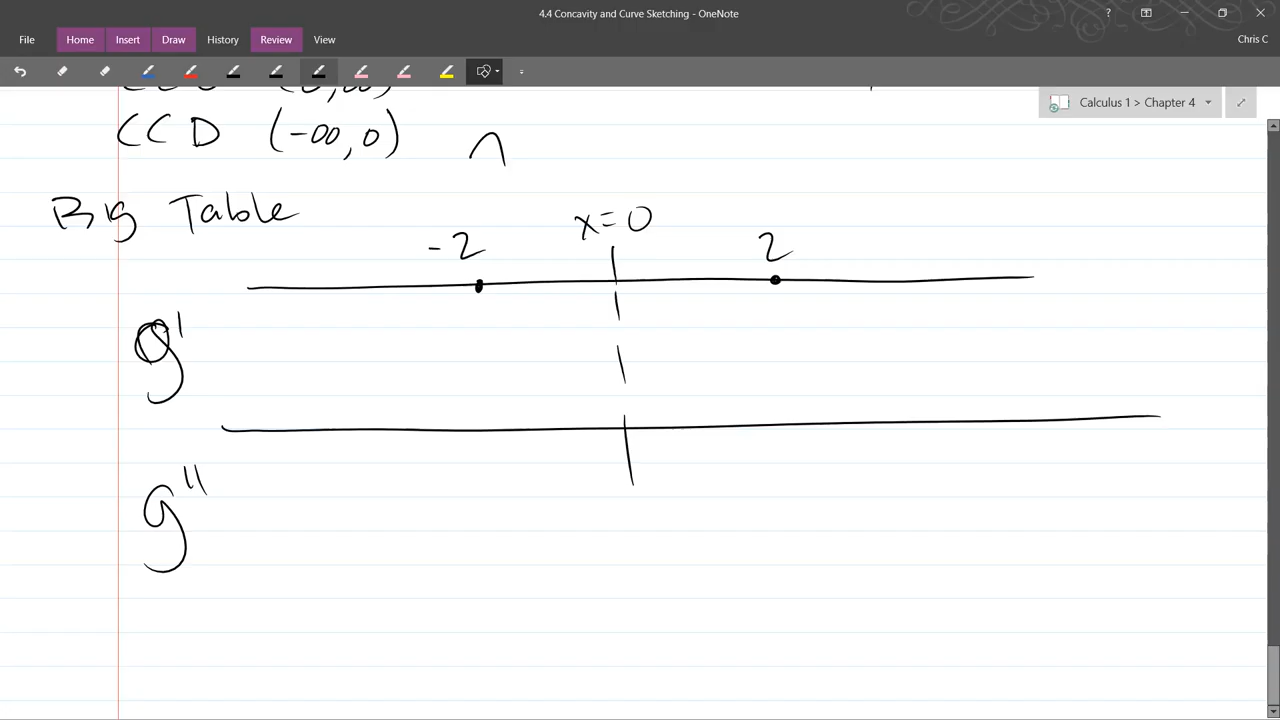 4.4 Concavity and Curve Sketching - OneNote
File Home Insert Draw History Review View
Chris C
Calculus 1 > Chapter 4
CCD (-∞, 0)
Big Table
x=0
-2 2
g'
g"